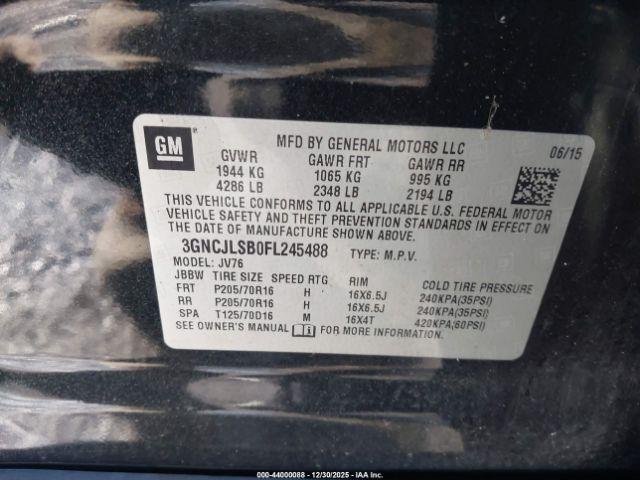 GM
MFD BY GENERAL MOTORS LLC
06/15
GVWR GAWR FRT GAWR RR
1944 KG 1065 KG 995 KG
4286 LB 2348 LB 2194 LB
THIS VEHICLE CONFORMS TO ALL APPLICABLE U.S. FEDERAL MOTOR
VEHICLE SAFETY AND THEFT PREVENTION STANDARDS IN EFFECT ON
THE DATE OF MANUFACTURE SHOWN ABOVE.
3GNCJLSB0FL245488 TYPE: M.P.V.
MODEL: JV76
JBBW TIRE SIZE SPEED RTG RIM COLD TIRE PRESSURE
FRT P205/70R16 H 16X6.5J 240KPA(35PSI)
RR P205/70R16 H 16X6.5J 240KPA(35PSI)
SPA T125/70D16 M 16X4T 420KPA(60PSI)
SEE OWNER'S MANUAL FOR MORE INFORMATION.
000-44000088 - 12/30/2025 - IAAI.COM